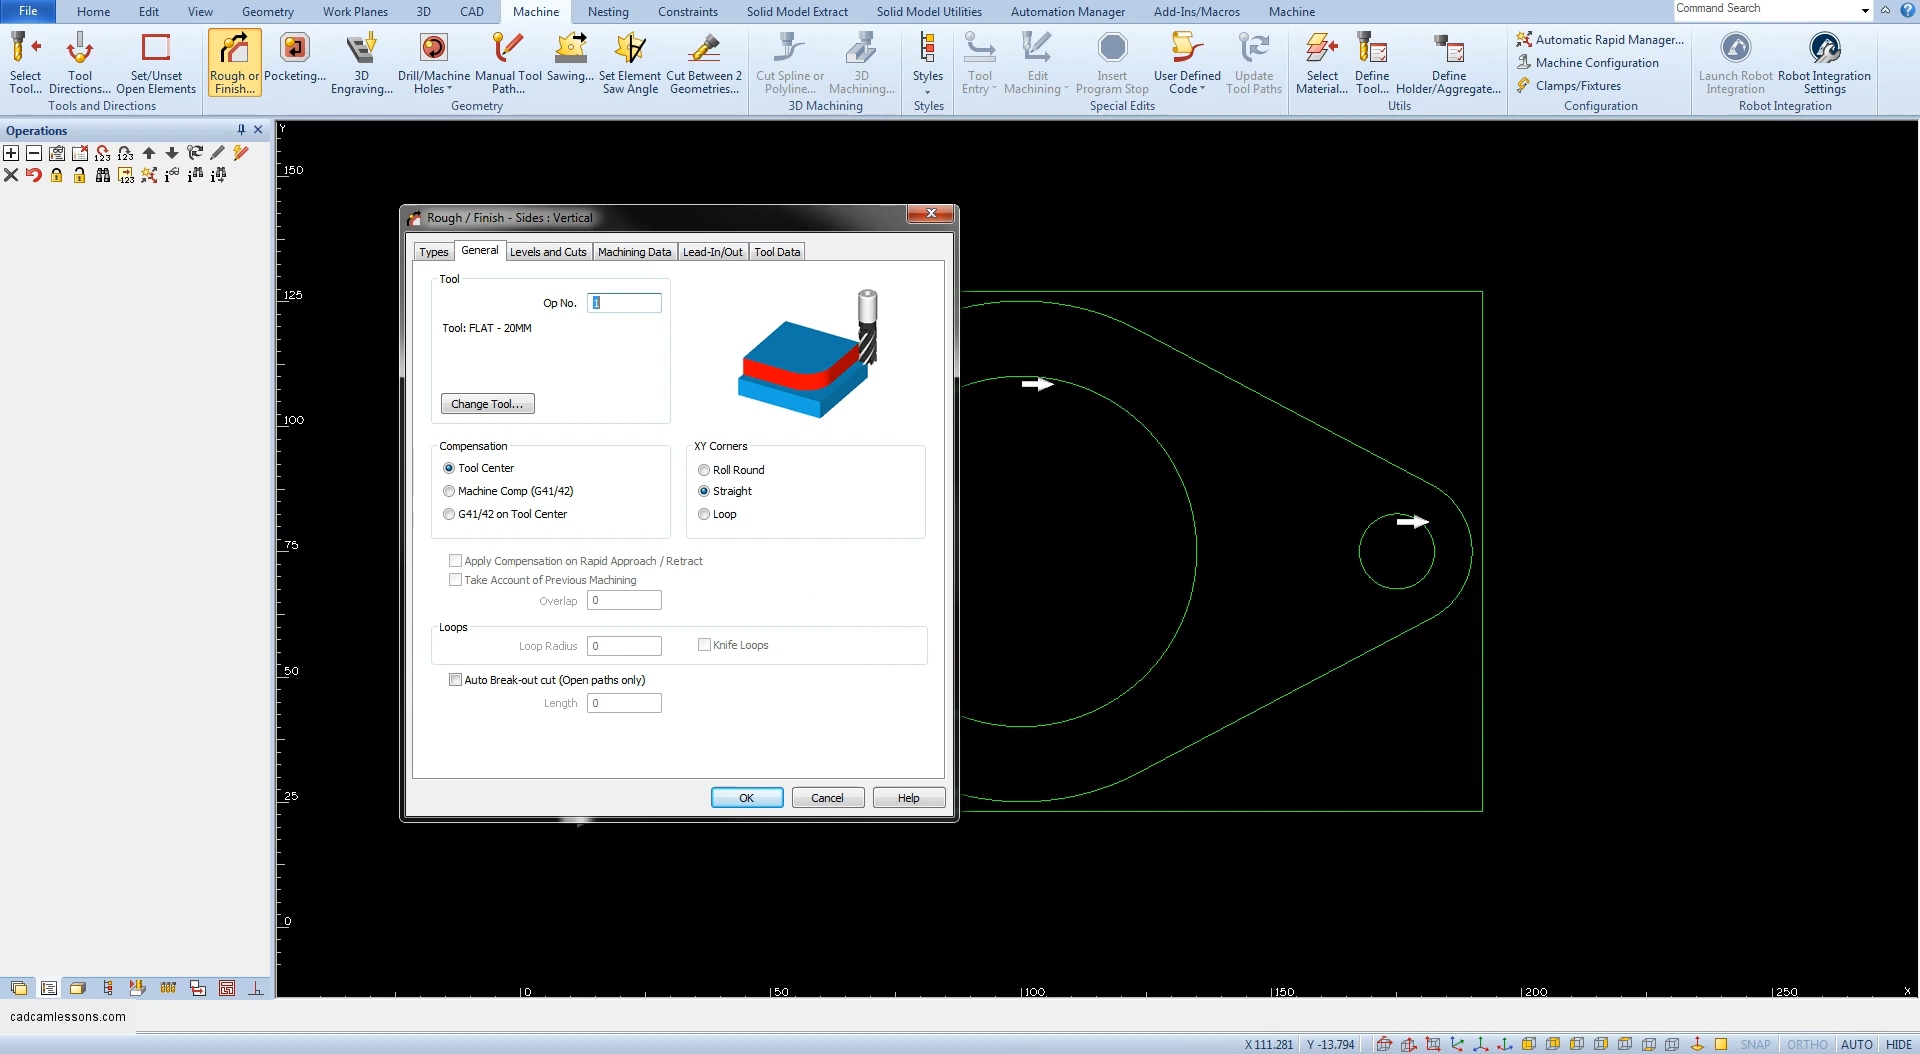 File Home Edit View Geometry Work Planes 3D CAD Machine Nesting Constraints Solid Model Extract Solid Model Utilities Automation Manager Add-Ins/Macros Machine Command Search
Select Tool... Tool Directions... Set/Unset Open Elements
Tools and Directions
Rough or Finish... Pocketing... 3D Engraving... Drill/Machine Holes Manual Tool Path... Sawing... Set Element Saw Angle Cut Between 2 Geometries...
Geometry
Cut Spline or Polyline... 3D Machining...
3D Machining
Styles
Styles
Tool Entry Edit Machining Insert Program Stop User Defined Code Update Tool Paths
Special Edits
Select Material... Define Tool... Define Holder/Aggregate...
Utils
Automatic Rapid Manager...
Machine Configuration
Clamps/Fixtures
Configuration
Launch Robot Integration Robot Integration Settings
Robot Integration
Operations
Y
150
125
100
75
50
25
0
Rough / Finish - Sides : Vertical
Types General Levels and Cuts Machining Data Lead-In/Out Tool Data
Tool
Op No. 1
Tool: FLAT - 20MM
Change Tool...
Compensation
Tool Center
Machine Comp (G41/42)
G41/42 on Tool Center
XY Corners
Roll Round
Straight
Loop
Apply Compensation on Rapid Approach / Retract
Take Account of Previous Machining
Overlap 0
Loops
Loop Radius 0 Knife Loops
Auto Break-out cut (Open paths only)
Length 0
OK Cancel Help
0 50 100 150 200 250 X
cadcamlessons.com
X 111.281 Y -13.794 SNAP ORTHO AUTO HIDE